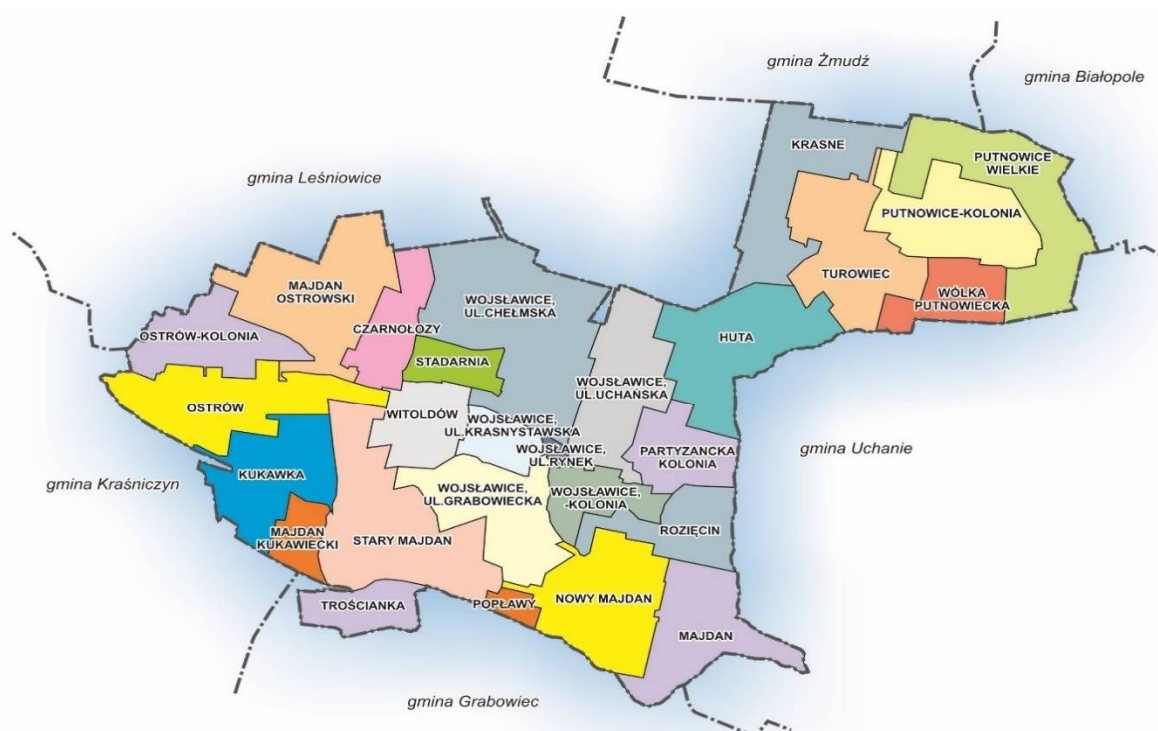 gmina Żmudź
gmina Białopole
KRASNE
PUTNOWICE
WIELKIE
gmina Leśniowice
PUTNOWICE-KOLONIA
TUROWIEC
MAJDAN
OSTROWSKI
WÓLKA
PUTNOWIECKA
WOJSŁAWICE,
UL.CHEŁMSKA
CZARNOŁOZY
OSTRÓW-KOLONIA
HUTA
STADARNIA
WOJSŁAWICE,
UL.UCHAŃSKA
OSTRÓW
WITOLDÓW
WOJSŁAWICE,
UL.KRASNYSTAWSKA
WOJSŁAWICE,
UL.RYNEK
PARTYZANCKA
KOLONIA
gmina Uchanie
gmina Kraśniczyn
KUKAWKA
WOJSŁAWICE,
UL.GRABOWIECKA
WOJSŁAWICE,
-KOLONIA
ROZIĘCIN
MAJDAN
KUKAWIECKI
STARY MAJDAN
TROŚCIANKA
POPŁAWY
NOWY MAJDAN
MAJDAN
gmina Grabowiec